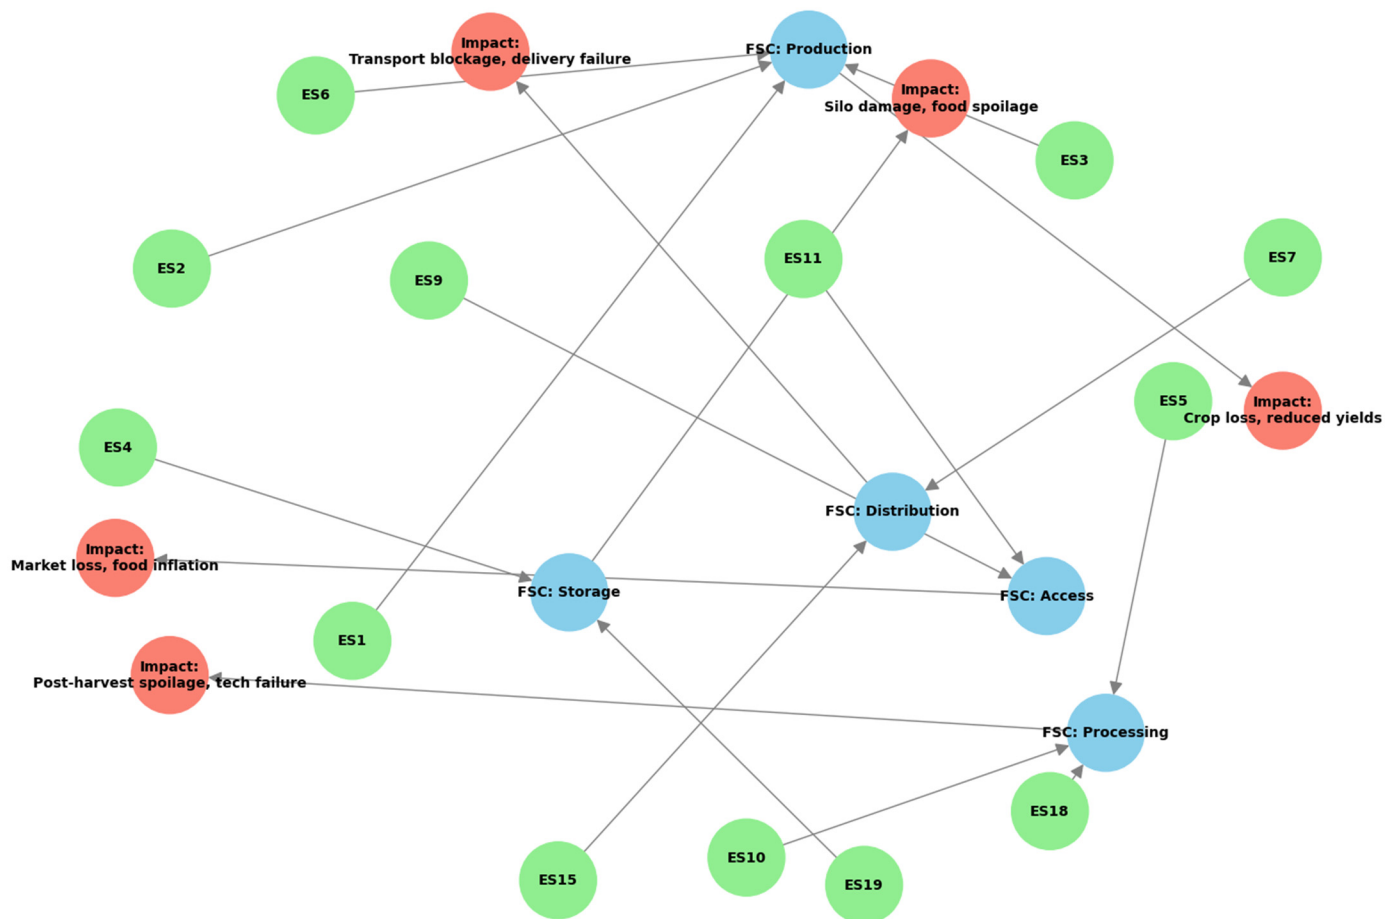 Impact:
Transport blockage, delivery failure
FSC: Production
ES6
Impact:
Silo damage, food spoilage
ES3
ES2
ES9
ES11
ES7
ES4
ES5
Impact:
Crop loss, reduced yields
FSC: Distribution
Impact:
Market loss, food inflation
FSC: Storage
FSC: Access
ES1
Impact:
Post-harvest spoilage, tech failure
FSC: Processing
ES18
ES10
ES15
ES19